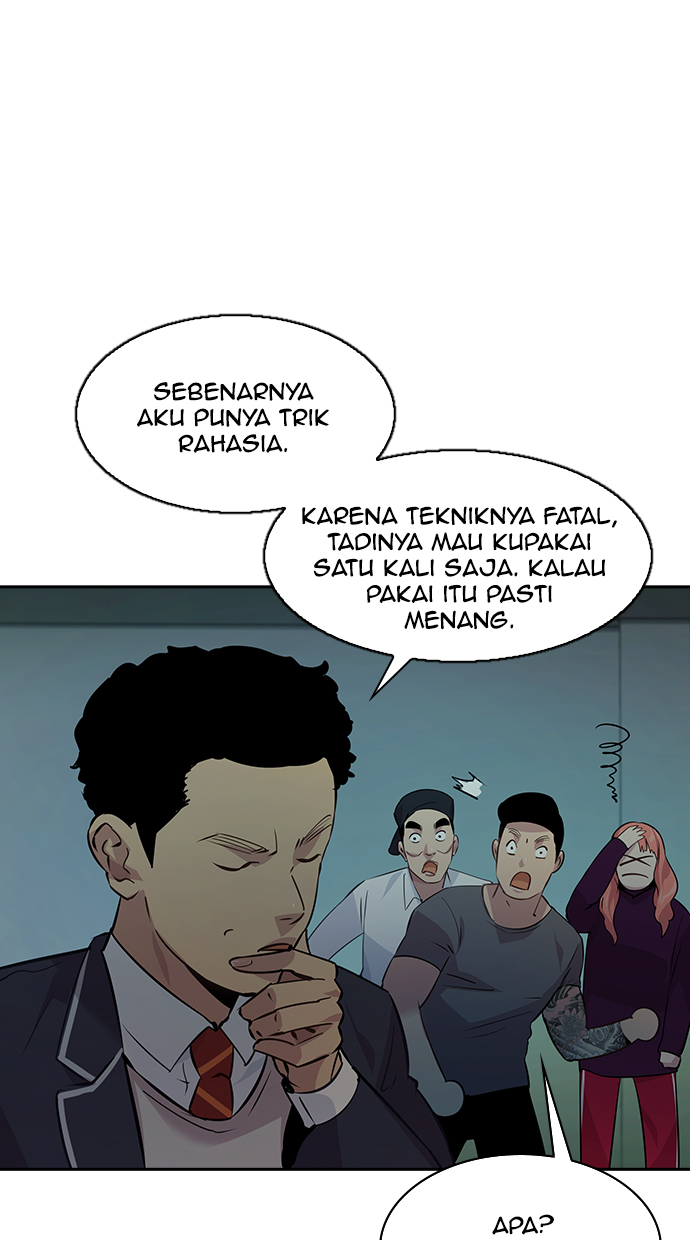 SEBENARNYA
AKU PUNYA TRIK
RAHASIA.
KARENA TEKNIKNYA FATAL,
TADINYA MAU KUPAKAI
SATU KALI SAJA. KALAU
PAKAI ITU PASTI
MENANG.
APA?